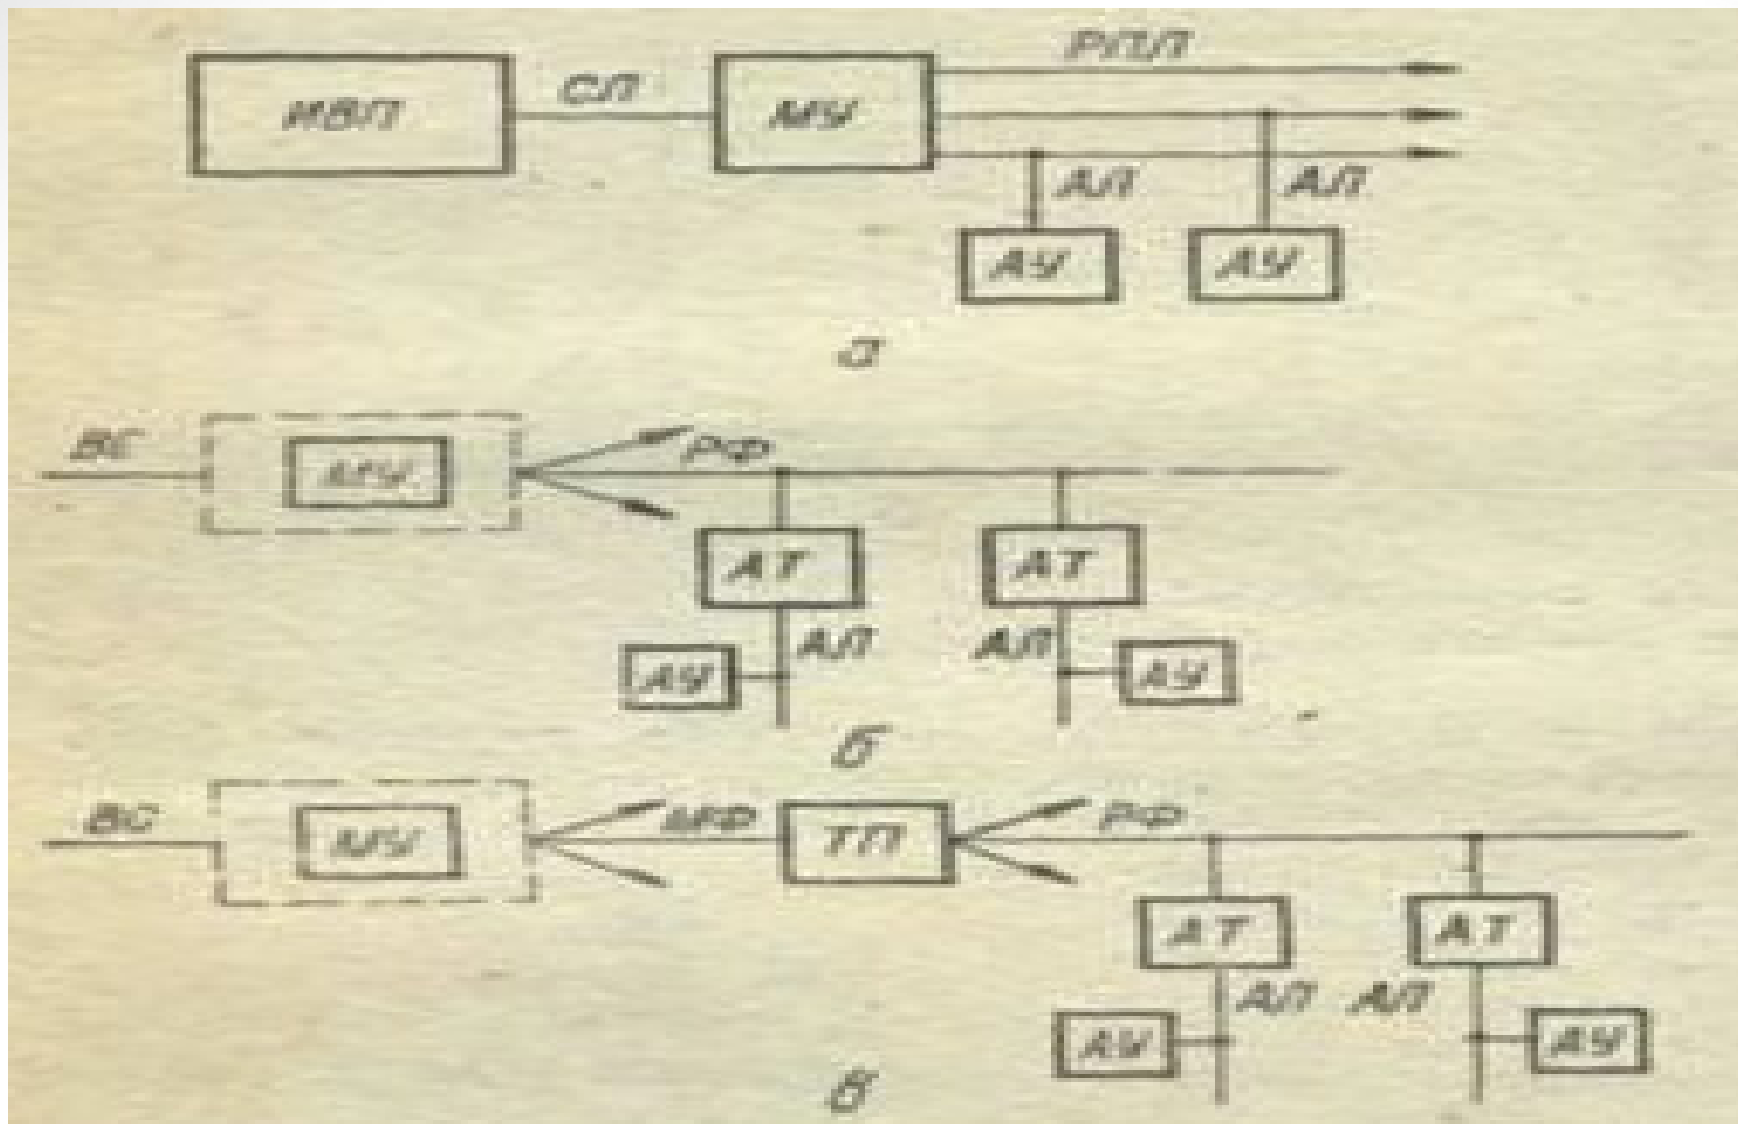 РПЛ
ИВП СЛ МУ
АЛ АЛ
АУ АУ
а
ВС МУ РФ
АТ АТ
АЛ АЛ
АУ АУ
б
ВС МУ МФ ТП РФ
АТ АТ
АЛ АЛ
АУ АУ
в